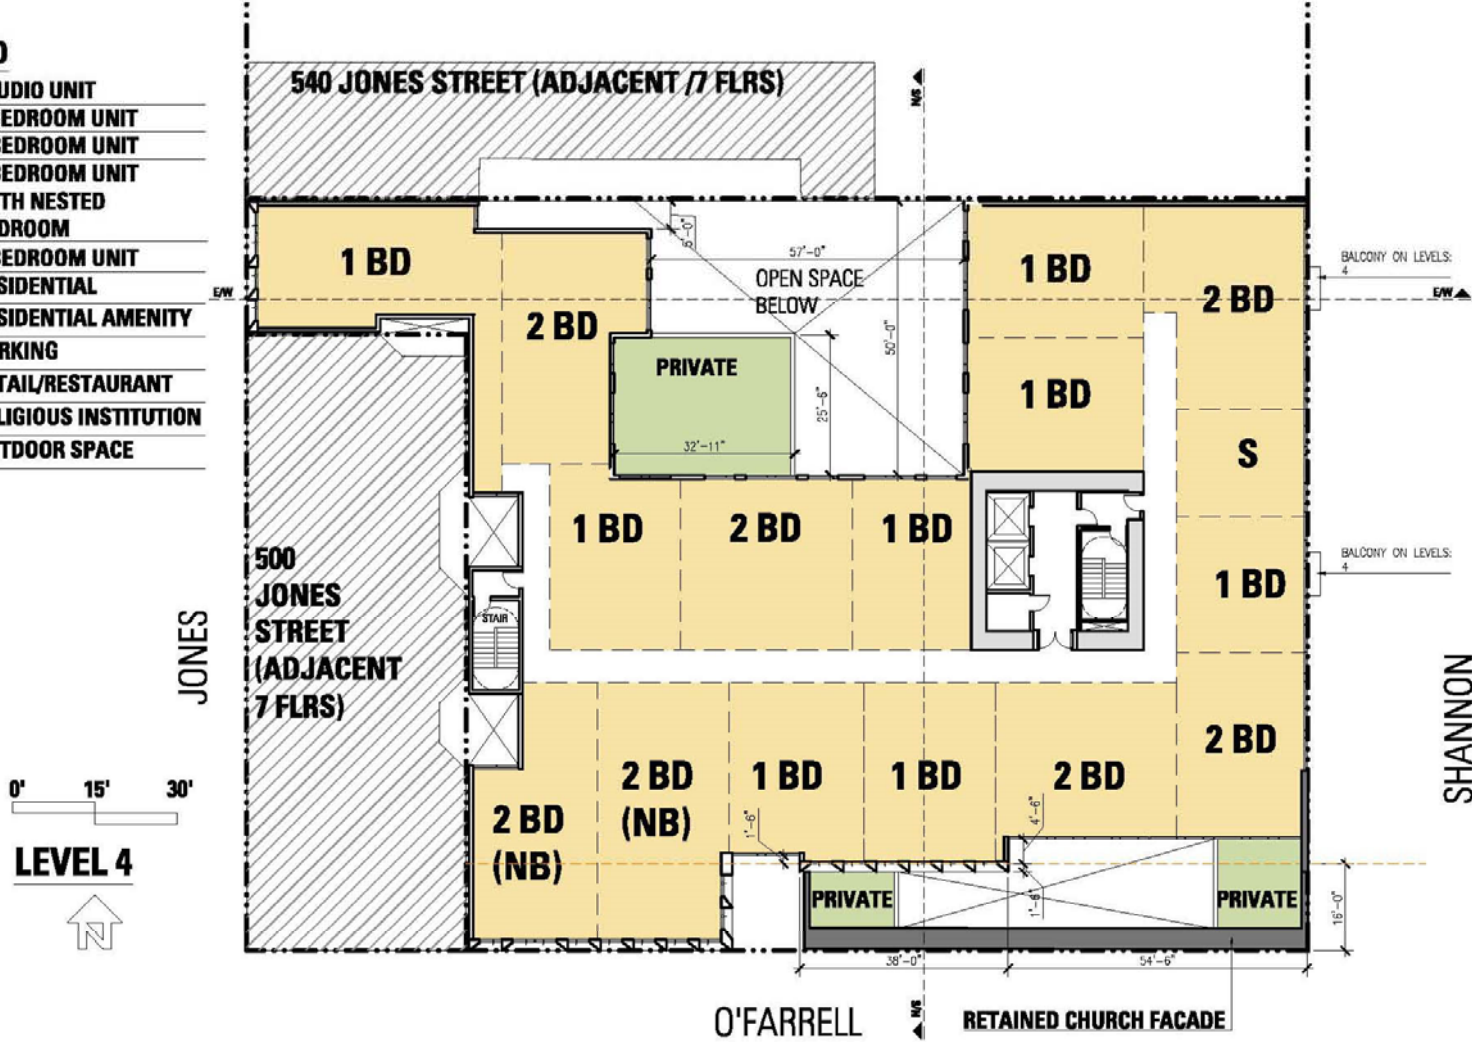 D
UDIO UNIT
EDROOM UNIT
EDROOM UNIT
EDROOM UNIT
TH NESTED
DROOM
EDROOM UNIT
SIDENTIAL
SIDENTIAL AMENITY
RKING
TAIL/RESTAURANT
LIGIOUS INSTITUTION
TDOOR SPACE
540 JONES STREET (ADJACENT /7 FLRS)
N/S
1 BD
2 BD
57'-0"
OPEN SPACE
BELOW
50'-0"
25'-6"
PRIVATE
32'-11"
1 BD
1 BD
2 BD
S
1 BD
2 BD
BALCONY ON LEVELS:
4
E/W
E/W
BALCONY ON LEVELS:
4
1 BD
2 BD
1 BD
STAIR
500
JONES
STREET
(ADJACENT
7 FLRS)
JONES
SHANNON
2 BD
(NB)
2 BD
(NB)
1 BD
1 BD
2 BD
1'-6"
4'-6"
1'-6"
PRIVATE
PRIVATE
16'-0"
38'-0"
54'-6"
0' 15' 30'
LEVEL 4
N
O'FARRELL
N/S
RETAINED CHURCH FACADE